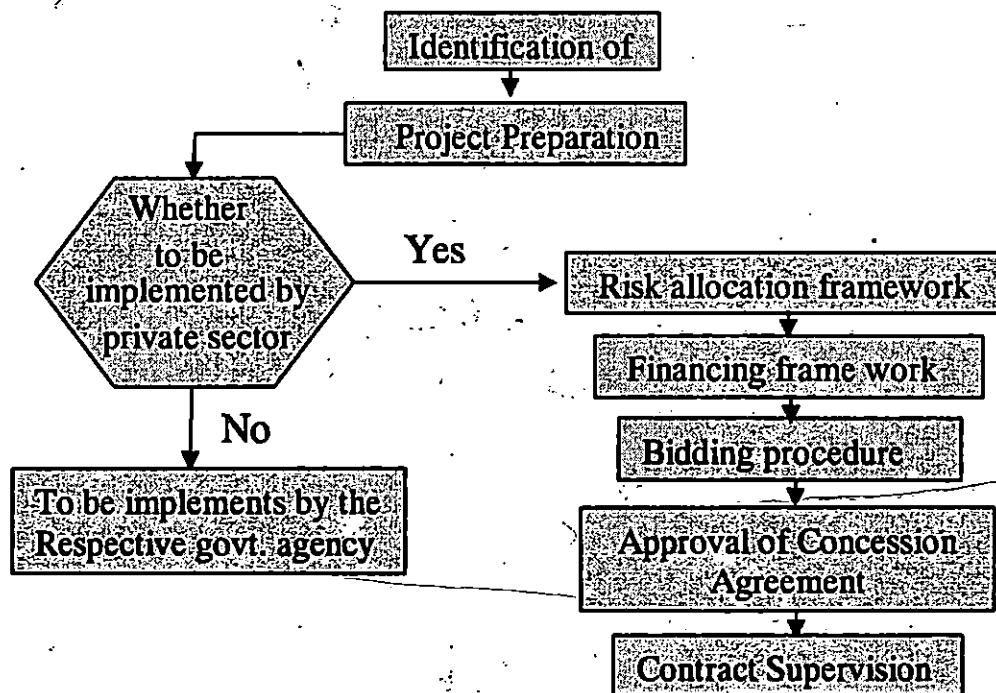 Identification of
Project Preparation
Whether
to be
implemented by
private sector
Yes
No
To be implements by the
Respective govt. agency
Risk allocation framework
Financing frame work
Bidding procedure
Approval of Concession
Agreement
Contract Supervision